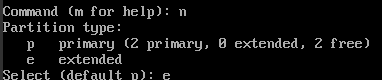 Command (m for help): n
Partition type:
   p   primary (2 primary, 0 extended, 2 free)
   e   extended
Select (default p): e